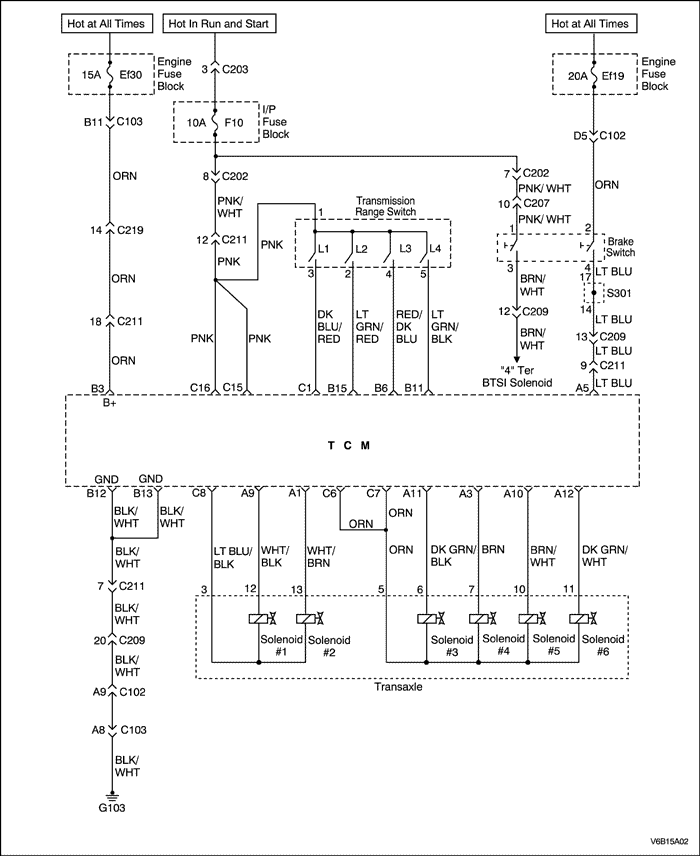 Hot at All Times
Hot In Run and Start
Hot at All Times
15A Ef30
Engine
Fuse
Block
3 C203
20A Ef19
Engine
Fuse
Block
10A F10
I/P
Fuse
Block
B11 C103
D5 C102
8 C202
7 C202
ORN
PNK/
WHT
PNK/ WHT
ORN
10 C207
PNK/ WHT
Transmission
Range Switch
14 C219
12 C211
PNK
PNK
1
L1 L2 L3 L4
3 2 4 5
1 2
Brake
Switch
3 4
LT BLU
17
S301
14
ORN
BRN/
WHT
LT BLU
18 C211
12 C209
13 C209
LT BLU
PNK PNK
DK
BLU/
RED
LT
GRN/
RED
RED/
DK
BLU
LT
GRN/
BLK
BRN/
WHT
9 C211
LT BLU
ORN
"4" Ter
BTSI Solenoid
B3 C16 C15 C1 B15 B6 B11 A5
B+
T C M
GND GND
B12 B13 C8 A9 A1 C6 C7 A11 A3 A10 A12
BLK/
WHT
BLK/
WHT
ORN
ORN
BLK/
WHT
LT BLU/
BLK
WHT/
BLK
WHT/
BRN
ORN
DK GRN/
BLK
BRN
BRN/
WHT
DK GRN/
WHT
7 C211
3 12 13 5 6 7 10 11
BLK/
WHT
20 C209
Solenoid
#1
Solenoid
#2
Solenoid
#3
Solenoid
#4
Solenoid
#5
Solenoid
#6
BLK/
WHT
Transaxle
A9 C102
A8 C103
BLK/
WHT
G103
V6B15A02